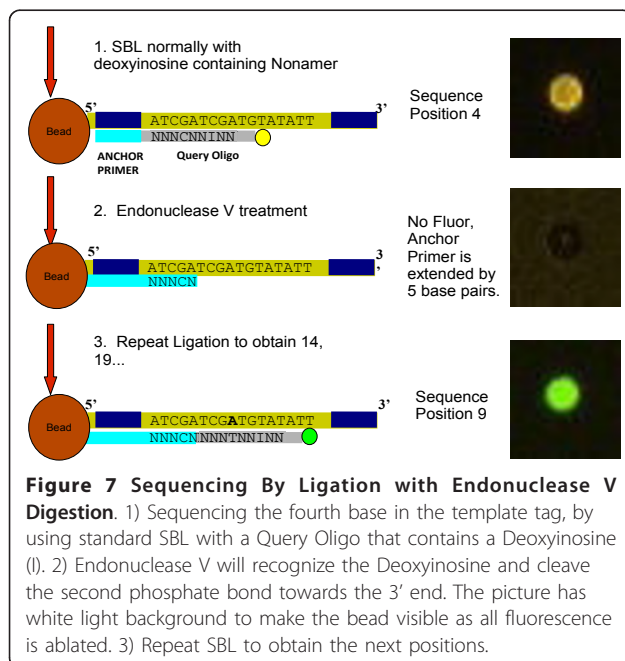 1. SBL normally with
deoxyinosine containing Nonamer
5’
3’
Bead
ATCGATCGATGTATATT
NNNCNNINN
ANCHOR
PRIMER
Query Oligo
Sequence
Position 4
2. Endonuclease V treatment
5’
3
’
Bead
ATCGATCGATGTATATT
NNNCN
No Fluor,
Anchor
Primer is
extended by
5 base pairs.
3. Repeat Ligation to obtain 14,
19...
5’
3’
Bead
ATCGATCGATGTATATT
NNNCNNNNTNNINN
Sequence
Position 9
Figure 7 Sequencing By Ligation with Endonuclease V
Digestion. 1) Sequencing the fourth base in the template tag, by
using standard SBL with a Query Oligo that contains a Deoxyinosine
(I). 2) Endonuclease V will recognize the Deoxyinosine and cleave
the second phosphate bond towards the 3’ end. The picture has
white light background to make the bead visible as all fluorescence
is ablated. 3) Repeat SBL to obtain the next positions.